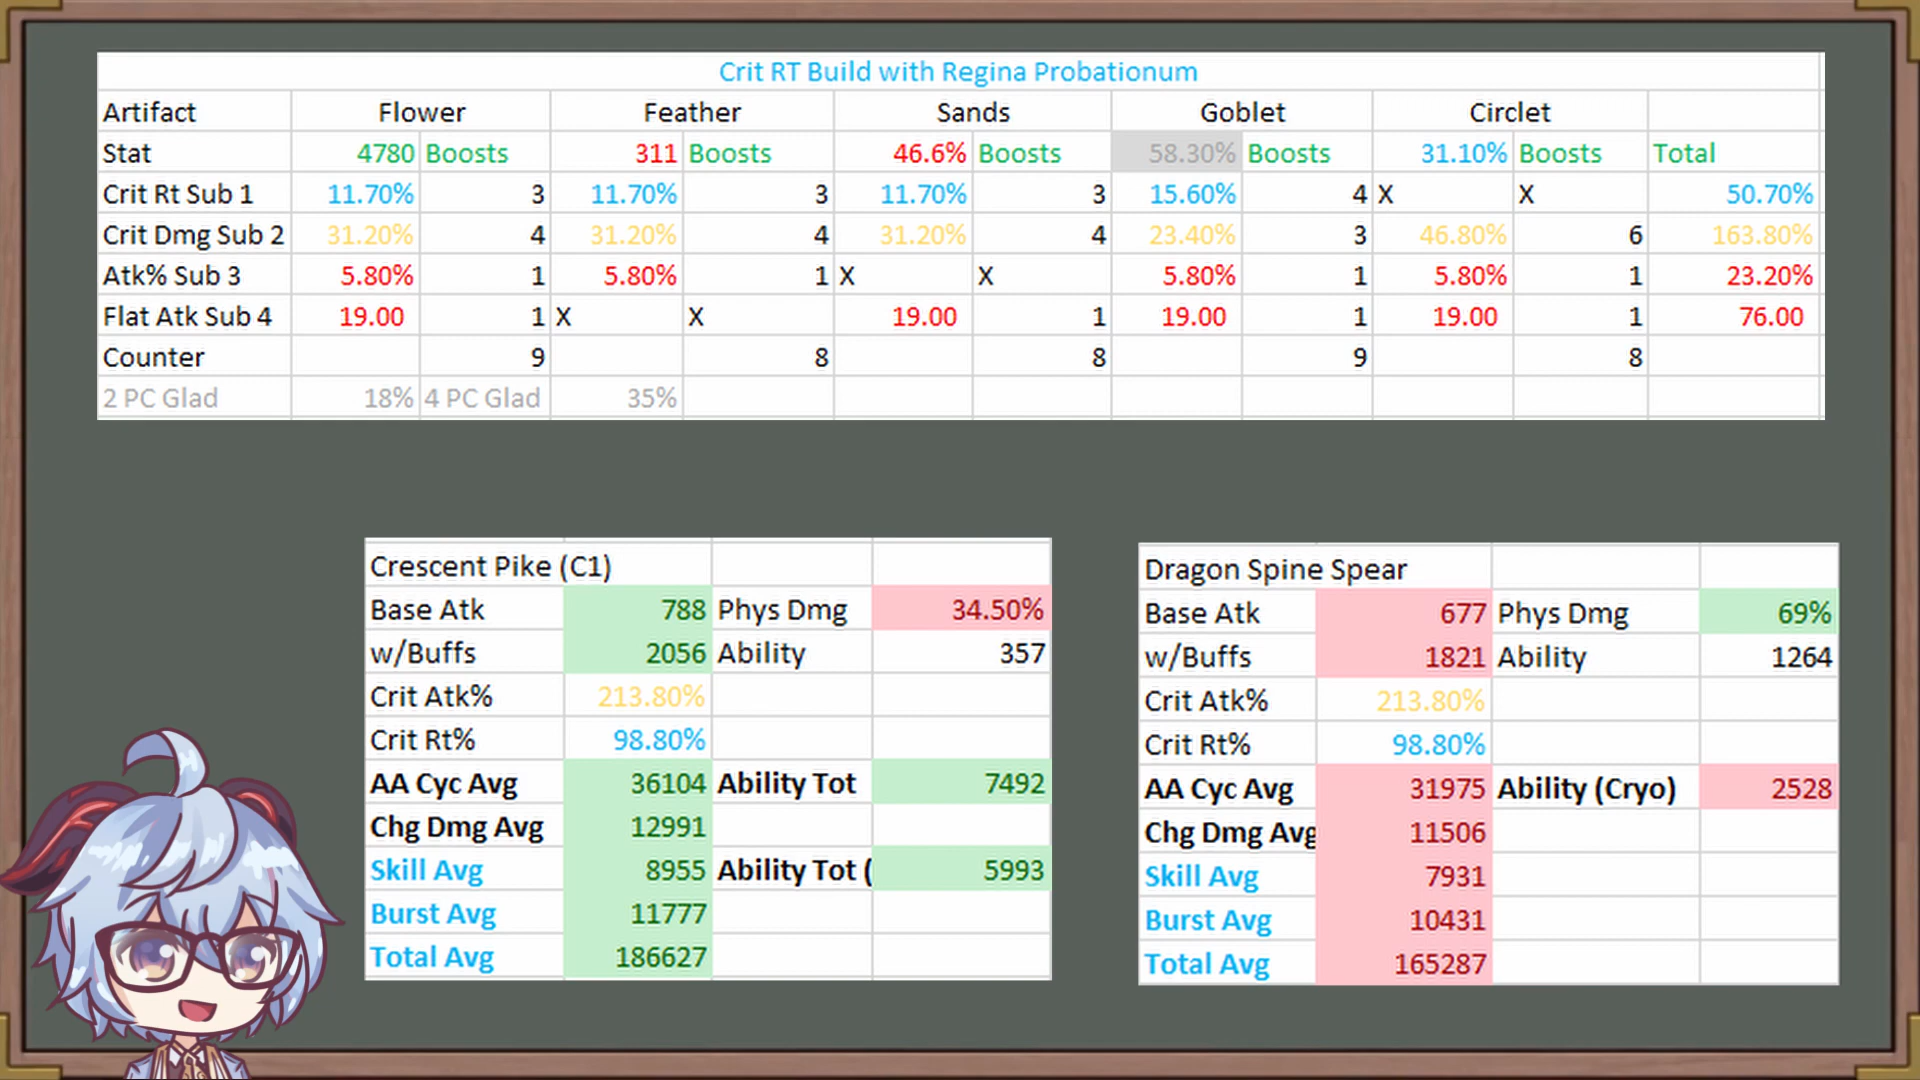 Crit RT Build with Regina Probationum
Artifact Flower Feather Sands Goblet Circlet
Stat 4780 Boosts 311 Boosts 46.6% Boosts 58.30% Boosts 31.10% Boosts Total
Crit Rt Sub 1 11.70% 3 11.70% 3 11.70% 3 15.60% 4 X X 50.70%
Crit Dmg Sub 2 31.20% 4 31.20% 4 31.20% 4 23.40% 3 46.80% 6 163.80%
Atk% Sub 3 5.80% 1 5.80% 1 X X 5.80% 1 5.80% 1 23.20%
Flat Atk Sub 4 19.00 1 X X 19.00 1 19.00 1 19.00 1 76.00
Counter 9 8 8 9 8
2 PC Glad 18% 4 PC Glad 35%
Crescent Pike (C1)
Base Atk 788 Phys Dmg 34.50%
w/Buffs 2056 Ability 357
Crit Atk% 213.80%
Crit Rt% 98.80%
AA Cyc Avg 36104 Ability Tot 7492
Chg Dmg Avg 12991
Skill Avg 8955 Ability Tot ( 5993
Burst Avg 11777
Total Avg 186627
Dragon Spine Spear
Base Atk 677 Phys Dmg 69%
w/Buffs 1821 Ability 1264
Crit Atk% 213.80%
Crit Rt% 98.80%
AA Cyc Avg 31975 Ability (Cryo) 2528
Chg Dmg Avg 11506
Skill Avg 7931
Burst Avg 10431
Total Avg 165287